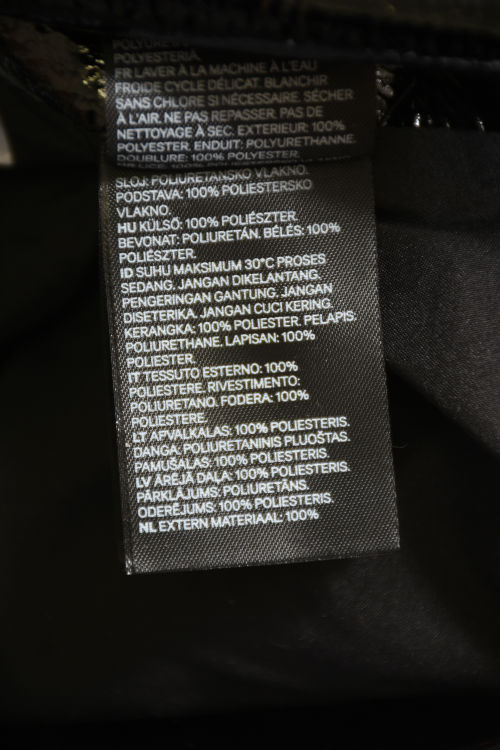 POLYURETAN.
POLYESTERIA.
FR LAVER À LA MACHINE À L'EAU
FROIDE CYCLE DÉLICAT. BLANCHIR
SANS CHLORE SI NÉCESSAIRE. SÉCHER
À L'AIR. NE PAS REPASSER. PAS DE
NETTOYAGE À SEC. EXTERIEUR: 100%
POLYESTER. ENDUIT: POLYURETHANNE.
DOUBLURE: 100% POLYESTER.
SLOJ: POLIURETANSKO VLAKNO.
PODSTAVA: 100% POLIESTERSKO
VLAKNO.
HU KÜLSŐ: 100% POLIÉSZTER.
BEVONAT: POLIURETÁN. BÉLÉS: 100%
POLIÉSZTER.
ID SUHU MAKSIMUM 30°C PROSES
SEDANG. JANGAN DIKELANTANG.
PENGERINGAN GANTUNG. JANGAN
DISETERIKA. JANGAN CUCI KERING.
KERANGKA: 100% POLIESTER. PELAPIS:
POLIURETHANE. LAPISAN: 100%
POLIESTER.
IT TESSUTO ESTERNO: 100%
POLIESTERE. RIVESTIMENTO:
POLIURETANO. FODERA: 100%
POLIESTERE.
LT APVALKALAS: 100% POLIESTERIS.
DANGA: POLIURETANINIS PLUOŠTAS.
PAMUŠALAS: 100% POLIESTERIS.
LV ĀRĒJĀ DAĻA: 100% POLIESTERIS.
PĀRKLĀJUMS: POLIURETĀNS.
ODERĒJUMS: 100% POLIESTERIS.
NL EXTERN MATERIAAL: 100%